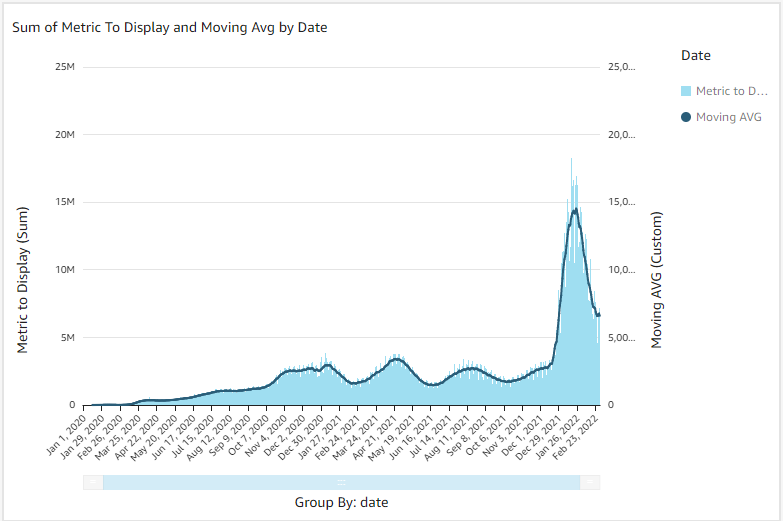 Sum of Metric To Display and Moving Avg by Date
Date
Metric to D...
Moving AVG
25M
20M
15M
10M
5M
0
Metric to Display (Sum)
25,0...
20,0...
15,0...
10,0...
5,00...
0
Moving AVG (Custom)
Jan 1, 2020
Jan 29, 2020
Feb 26, 2020
Mar 25, 2020
Apr 22, 2020
May 20, 2020
Jun 17, 2020
Jul 15, 2020
Aug 12, 2020
Sep 9, 2020
Oct 7, 2020
Nov 4, 2020
Dec 2, 2020
Dec 30, 2020
Jan 27, 2021
Feb 24, 2021
Mar 24, 2021
Apr 21, 2021
May 19, 2021
Jun 16, 2021
Jul 14, 2021
Aug 11, 2021
Sep 8, 2021
Oct 6, 2021
Nov 3, 2021
Dec 1, 2021
Dec 29, 2021
Jan 26, 2022
Feb 23, 2022
Group By: date